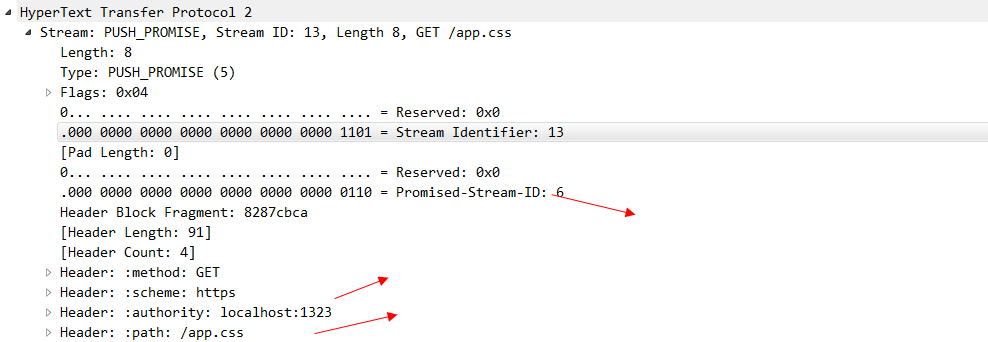 HyperText Transfer Protocol 2
Stream: PUSH_PROMISE, Stream ID: 13, Length 8, GET /app.css
Length: 8
Type: PUSH_PROMISE (5)
Flags: 0x04
0... .... .... .... .... .... .... .... = Reserved: 0x0
.000 0000 0000 0000 0000 0000 0000 1101 = Stream Identifier: 13
[Pad Length: 0]
0... .... .... .... .... .... .... .... = Reserved: 0x0
.000 0000 0000 0000 0000 0000 0000 0110 = Promised-Stream-ID: 6
Header Block Fragment: 8287cbca
[Header Length: 91]
[Header Count: 4]
Header: :method: GET
Header: :scheme: https
Header: :authority: localhost:1323
Header: :path: /app.css